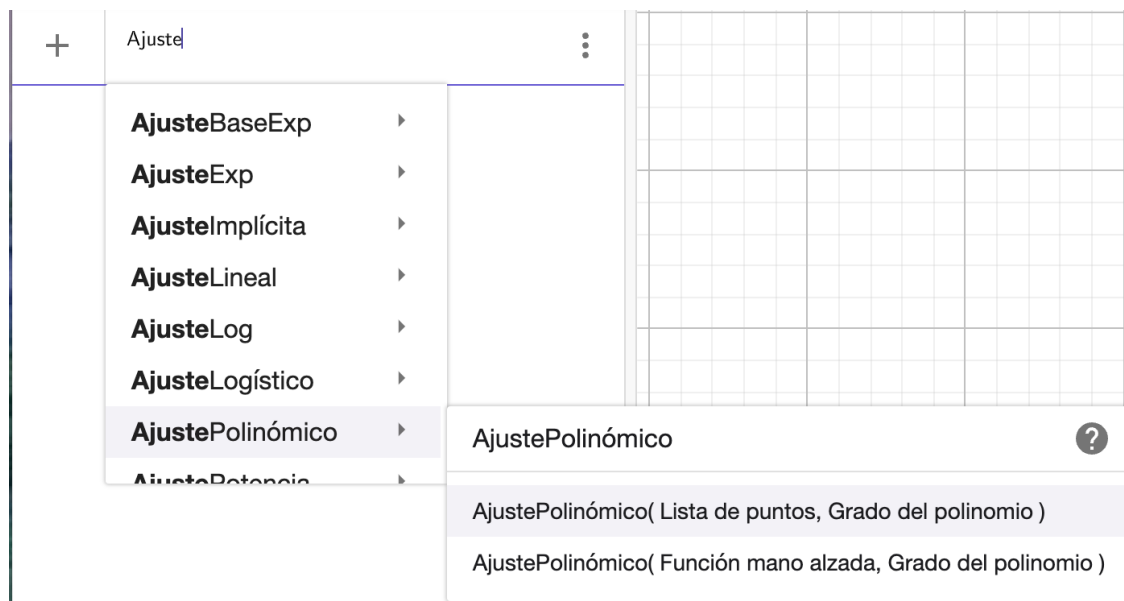 Ajuste
AjusteBaseExp
AjusteExp
AjusteImplícita
AjusteLineal
AjusteLog
AjusteLogístico
AjustePolinómico
AjustePotencia
AjustePolinómico
AjustePolinómico( Lista de puntos, Grado del polinomio )
AjustePolinómico( Función mano alzada, Grado del polinomio )